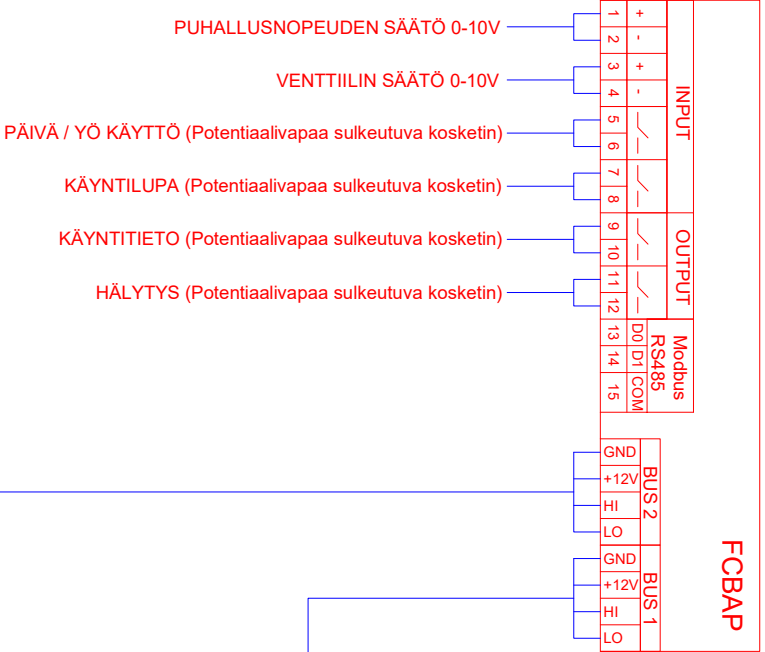 PUHALLUSNOPEUDEN SÄÄTÖ 0-10V
VENTTIILIN SÄÄTÖ 0-10V
PÄIVÄ / YÖ KÄYTTÖ (Potentiaalivapaa sulkeutuva kosketin)
KÄYNTILUPA (Potentiaalivapaa sulkeutuva kosketin)
KÄYNTITIETO (Potentiaalivapaa sulkeutuva kosketin)
HÄLYTYS (Potentiaalivapaa sulkeutuva kosketin)
1 +
2 -
3 +
4 -
5
6
7
8
INPUT
9
10
11
12
OUTPUT
13 D0
14 D1
15 COM
Modbus
RS485
GND
+12V
HI
LO
BUS 2
GND
+12V
HI
LO
BUS 1
FCBAP